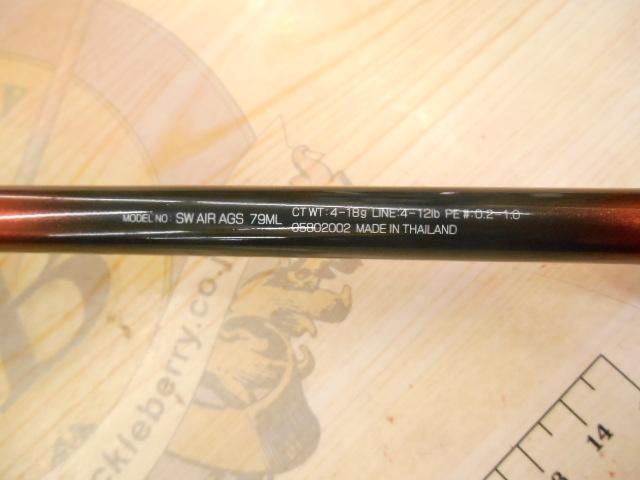 MODEL NO: SW AIR AGS 79ML CT WT:4-18g LINE:4-12lb PE#:0.2-1.0
05802002 MADE IN THAILAND
ckleberry.co.j
B
14
3